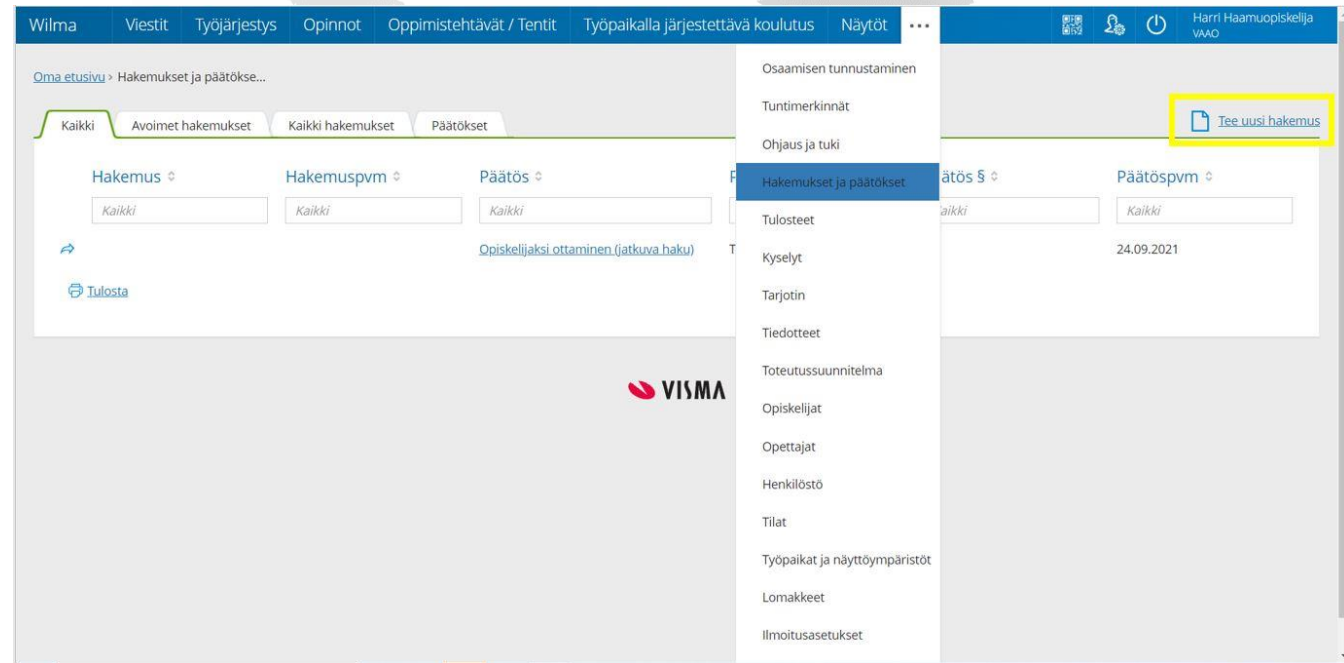 Wilma Viestit Työjärjestys Opinnot Oppimistehtävät / Tentit Työpaikalla järjestettävä koulutus Näytöt ••• Harri Haamuopiskelija
VAAO
Oma etusivu > Hakemukset ja päätökse...
Kaikki Avoimet hakemukset Kaikki hakemukset Päätökset
Tee uusi hakemus
Hakemus Hakemuspvm Päätös P ätös § Päätöspvm
Kaikki Kaikki Kaikki aikki Kaikki
Opiskelijaksi ottaminen (jatkuva haku) T 24.09.2021
Tulosta
Osaamisen tunnustaminen
Tuntimerkinnät
Ohjaus ja tuki
Hakemukset ja päätökset
Tulosteet
Kyselyt
Tarjotin
Tiedotteet
Toteutussuunnitelma
Opiskelijat
Opettajat
Henkilöstö
Tilat
Työpaikat ja näyttöympäristöt
Lomakkeet
Ilmoitusasetukset
VISMA